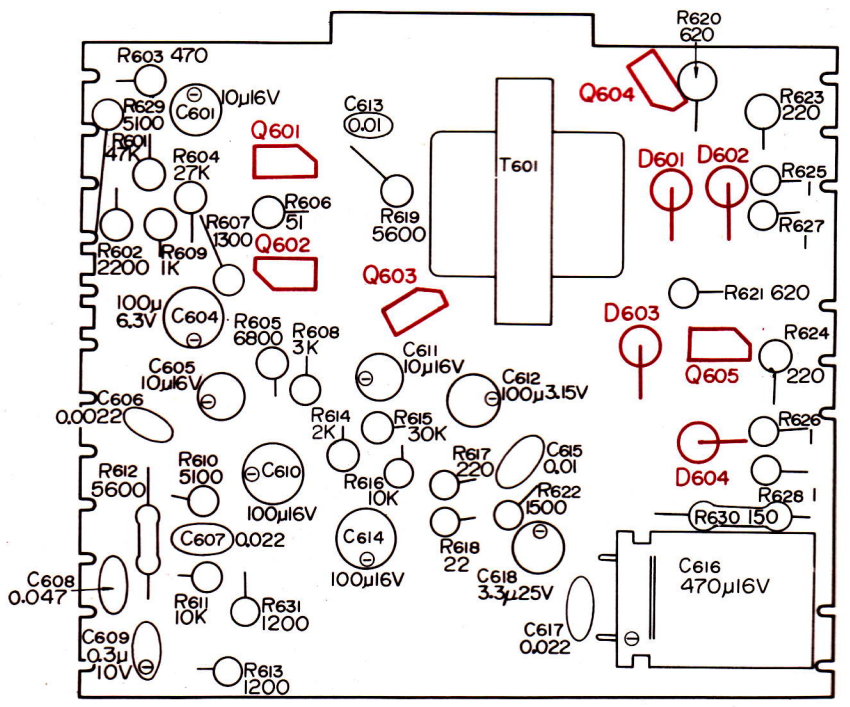 R620
620
R603 470
10µ16V
C601
R629
5100
R601
47K
R604
27K
Q601
C613
0.01
Q604
R623
220
T601
D601
D602
R625
1
R606
51
R619
5600
R607
1300
R627
1
R602
2200
R609
1K
Q602
Q603
R621 620
100µ
6.3V
C604
D603
R605
6800
R608
3K
C611
10µ16V
Q605
R624
220
C605
10µ16V
C612
100µ3.15V
C606
0.0022
R614
2K
R615
30K
R626
1
R612
5600
R610
5100
C610
100µ16V
R616
10K
R617
220
C615
0.01
D604
R622
1500
R628 1
R630 150
C607
0.022
C614
100µ16V
R618
22
C618
3.3µ25V
C616
470µ16V
C608
0.047
R611
10K
R631
1200
C617
0.022
C609
0.3µ
10V
R613
1200